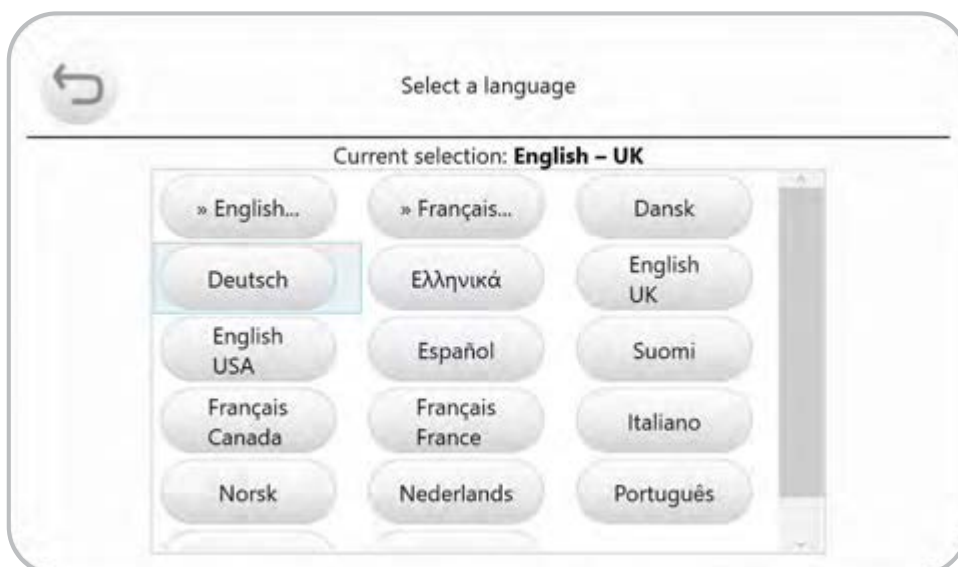 Select a language
Current selection: English – UK
» English...
» Français...
Dansk
Deutsch
Ελληνικά
English
UK
English
USA
Español
Suomi
Français
Canada
Français
France
Italiano
Norsk
Nederlands
Português